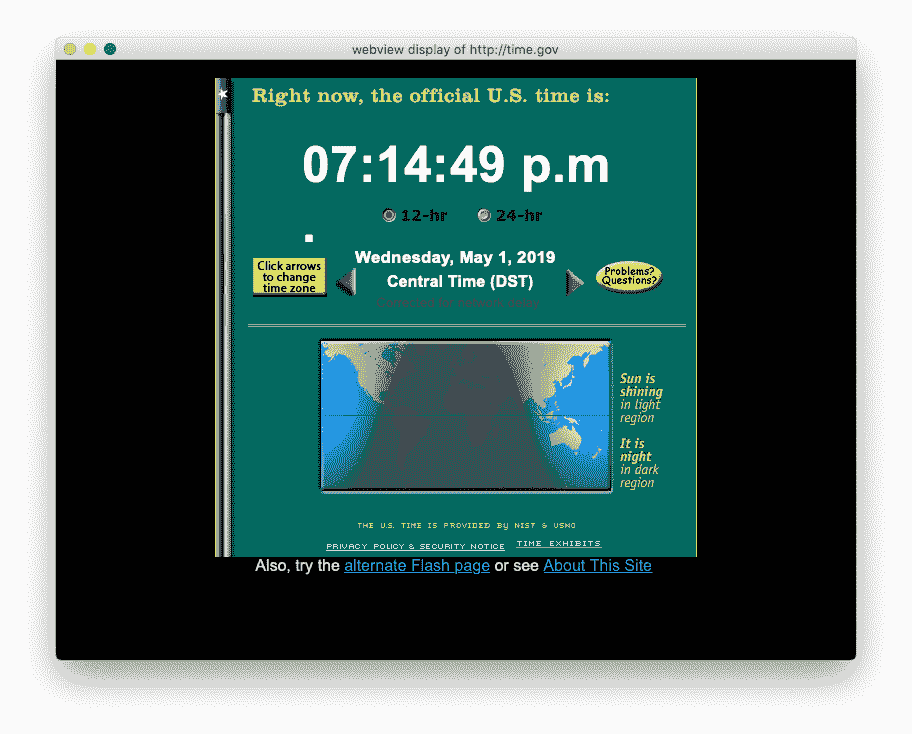 webview display of http://time.gov
Right now, the official U.S. time is:
07:14:49 p.m
12-hr 24-hr
Wednesday, May 1, 2019
Click arrows
to change
time zone
Central Time (DST)
Problems?
Questions?
Sun is
shining
in light
region
It is
night
in dark
region
THE U.S. TIME IS PROVIDED BY NIST & USNO
PRIVACY POLICY & SECURITY NOTICE TIME EXHIBITS
Also, try the alternate Flash page or see About This Site